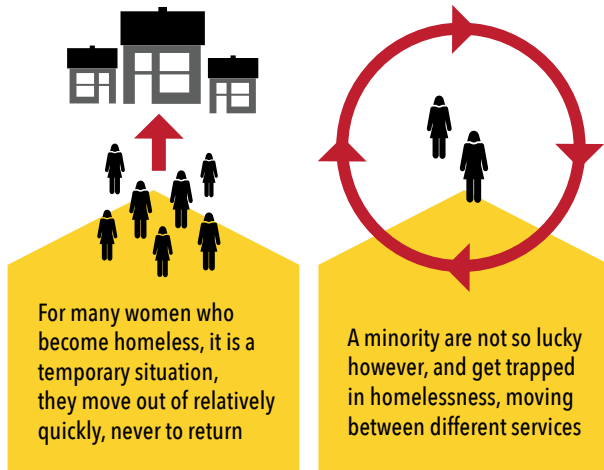 For many women who
become homeless, it is a
temporary situation,
they move out of relatively
quickly, never to return
A minority are not so lucky
however, and get trapped
in homelessness, moving
between different services